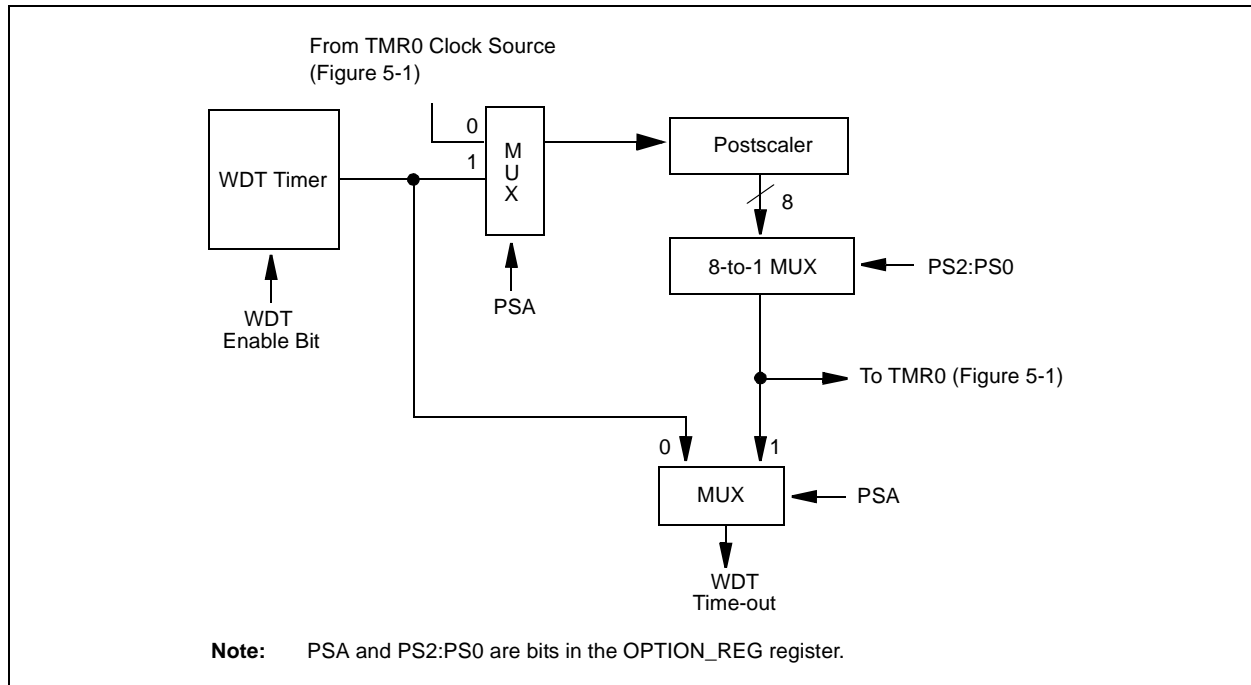 From TMR0 Clock Source
(Figure 5-1)
0
1
M
U
X
WDT Timer
Postscaler
8
8-to-1 MUX
PS2:PS0
PSA
WDT
Enable Bit
To TMR0 (Figure 5-1)
0
1
MUX
PSA
WDT
Time-out
Note: PSA and PS2:PS0 are bits in the OPTION_REG register.